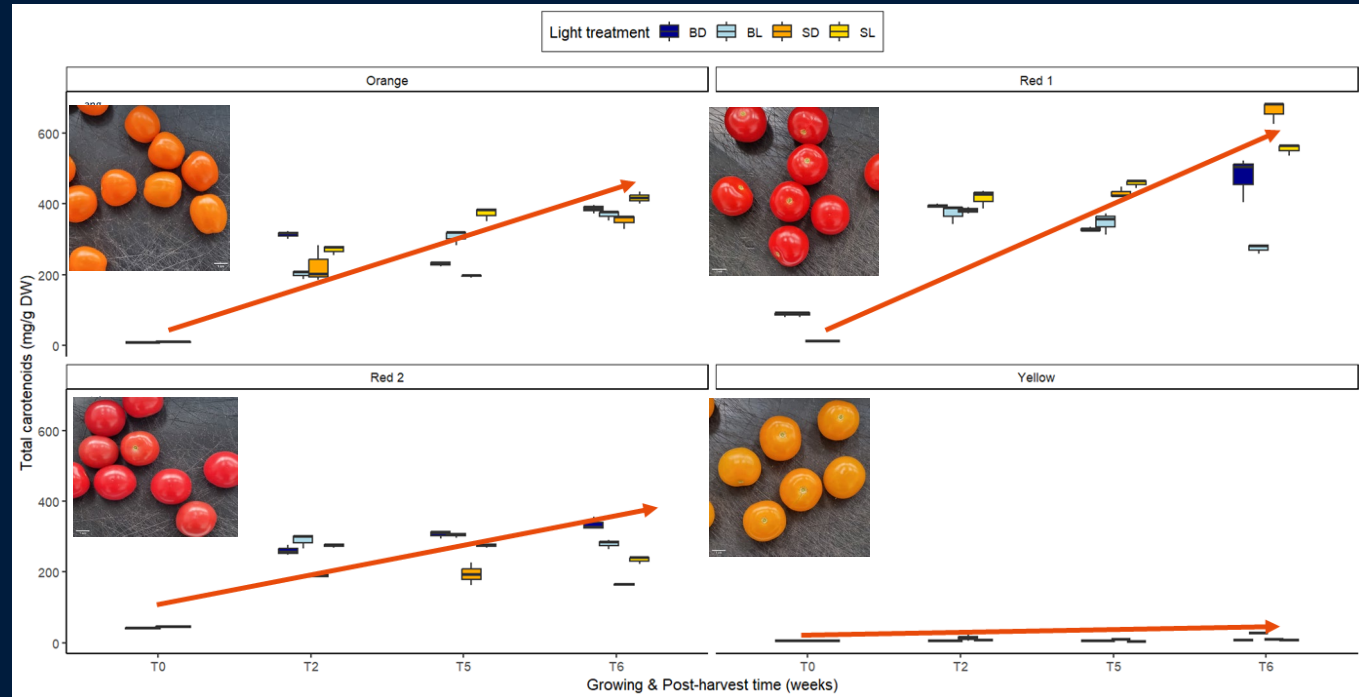 Light treatment BD BL SD SL
Orange
Red 1
Total carotenoids (mg/g DW)
600
400
200
0
Red 2
Yellow
600
400
200
0
T0 T2 T5 T6
T0 T2 T5 T6
Growing & Post-harvest time (weeks)